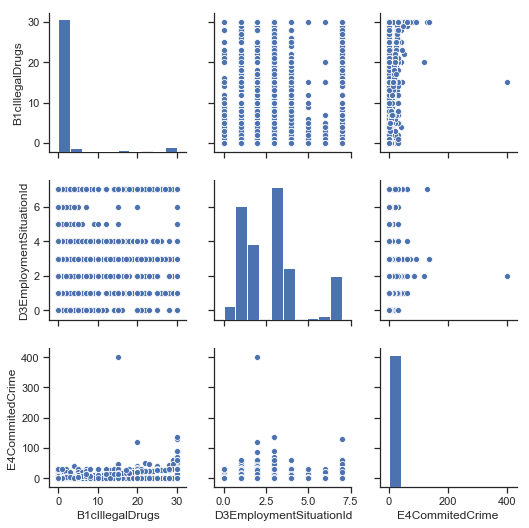 30
20
10
0
B1cIllegalDrugs
6
4
2
0
D3EmploymentSituationId
400
300
200
100
0
E4CommitedCrime
0 10 20 30
0.0 2.5 5.0 7.5
0 200 400
B1cIllegalDrugs
D3EmploymentSituationId
E4CommitedCrime